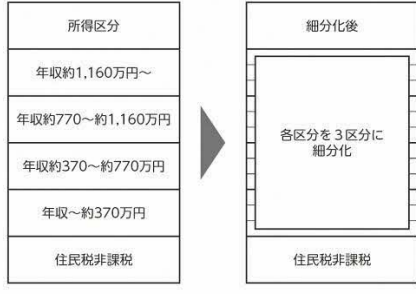 所得区分
年収約1,160万円～
年収約770～約1,160万円
年収約370～約770万円
年収～約370万円
住民税非課税
細分化後
各区分を３区分に
細分化
住民税非課税